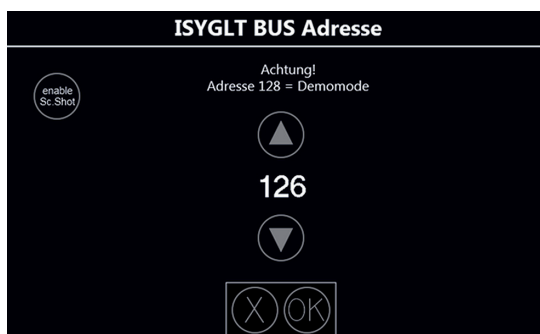 ISYGLT BUS Adresse
Achtung!
Adresse 128 = Demomode
enable
Sc.Shot
126
X OK